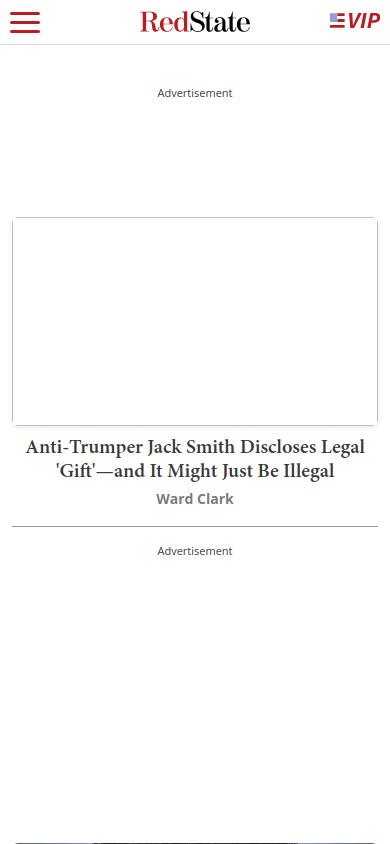 RedState
VIP
Advertisement
Anti-Trumper Jack Smith Discloses Legal
'Gift'—and It Might Just Be Illegal
Ward Clark
Advertisement